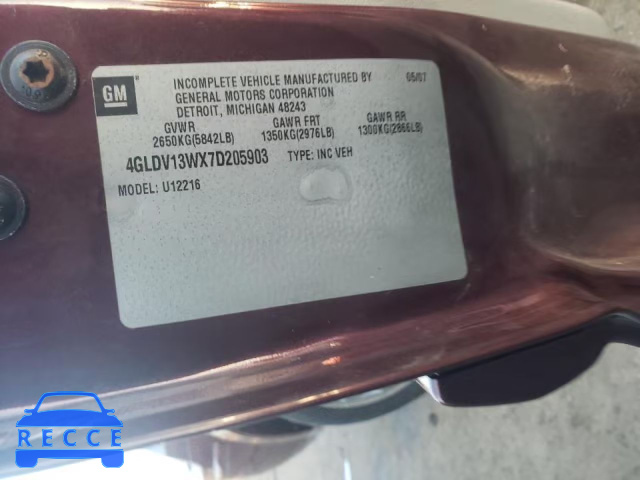 GM
INCOMPLETE VEHICLE MANUFACTURED BY 05/07
GENERAL MOTORS CORPORATION
DETROIT, MICHIGAN 48243
GVWR GAWR FRT GAWR RR
2650KG(5842LB) 1350KG(2976LB) 1300KG(2866LB)
4GLDV13WX7D205903 TYPE: INC VEH
MODEL: U12216
RECCE